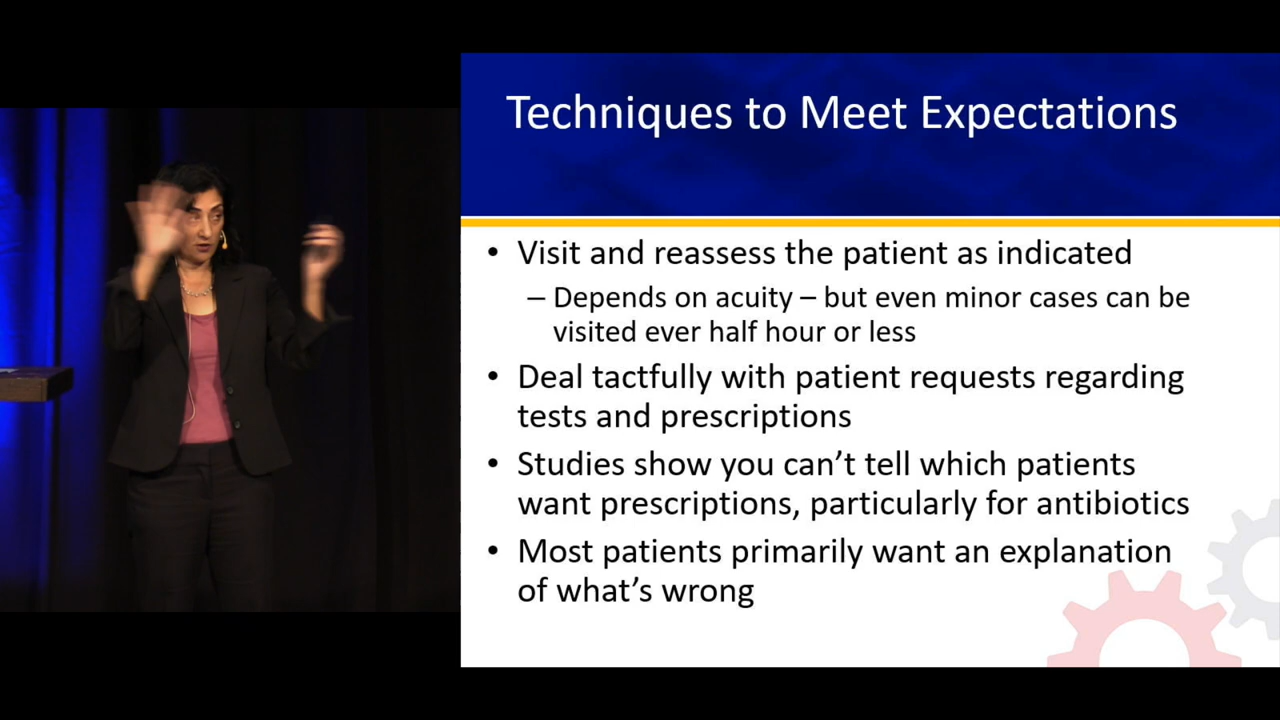 Techniques to Meet Expectations
• Visit and reassess the patient as indicated
– Depends on acuity – but even minor cases can be
visited ever half hour or less
• Deal tactfully with patient requests regarding
tests and prescriptions
• Studies show you can’t tell which patients
want prescriptions, particularly for antibiotics
• Most patients primarily want an explanation
of what’s wrong